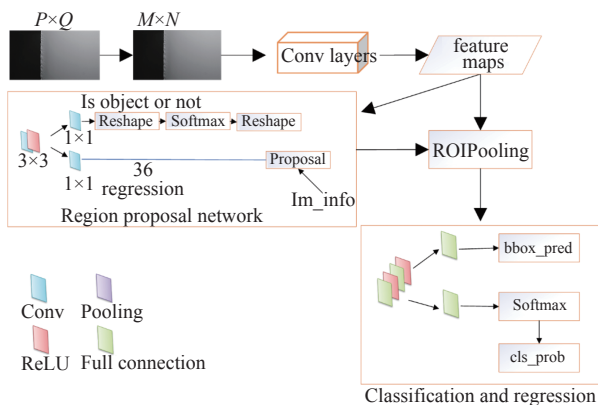 P×Q
M×N
Conv layers
feature
maps
Is object or not
Reshape
Softmax
Reshape
1×1
3×3
1×1
36
regression
Proposal
Im_info
Region proposal network
ROIPooling
bbox_pred
Softmax
cls_prob
Classification and regression
Conv
Pooling
ReLU
Full connection